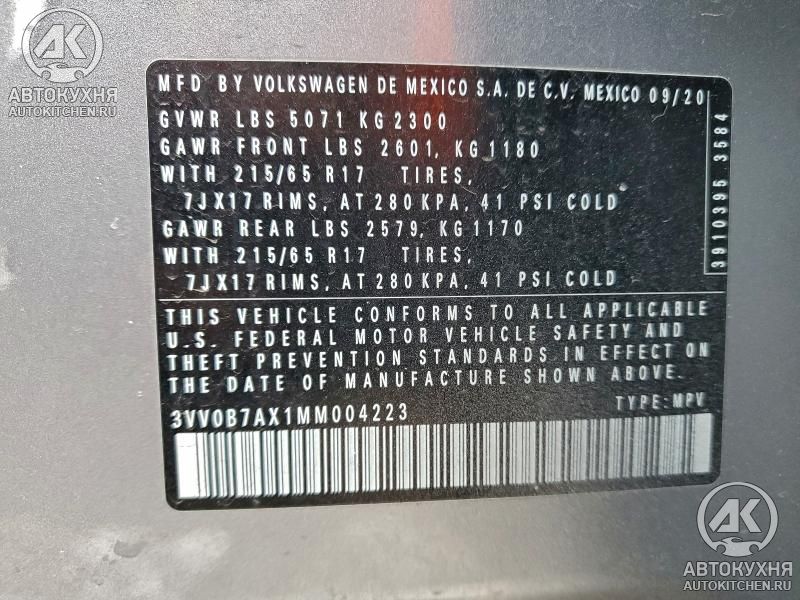 АВТОКУХНЯ
AUTOKITCHEN.RU
MFD BY VOLKSWAGEN DE MEXICO S.A. DE C.V. MEXICO 09/20
GVWR LBS 5071 KG 2300
GAWR FRONT LBS 2601, KG 1180
WITH 215/65 R17 TIRES,
7JX17 RIMS, AT 280 KPA, 41 PSI COLD
GAWR REAR LBS 2579, KG 1170
WITH 215/65 R17 TIRES,
7JX17 RIMS, AT 280 KPA, 41 PSI COLD
3910395 3584
THIS VEHICLE CONFORMS TO ALL APPLICABLE
U.S. FEDERAL MOTOR VEHICLE SAFETY AND
THEFT PREVENTION STANDARDS IN EFFECT ON
THE DATE OF MANUFACTURE SHOWN ABOVE.
3VV0B7AX1MM004223 TYPE: MPV
АК
АВТОКУХНЯ
AUTOKITCHEN.RU